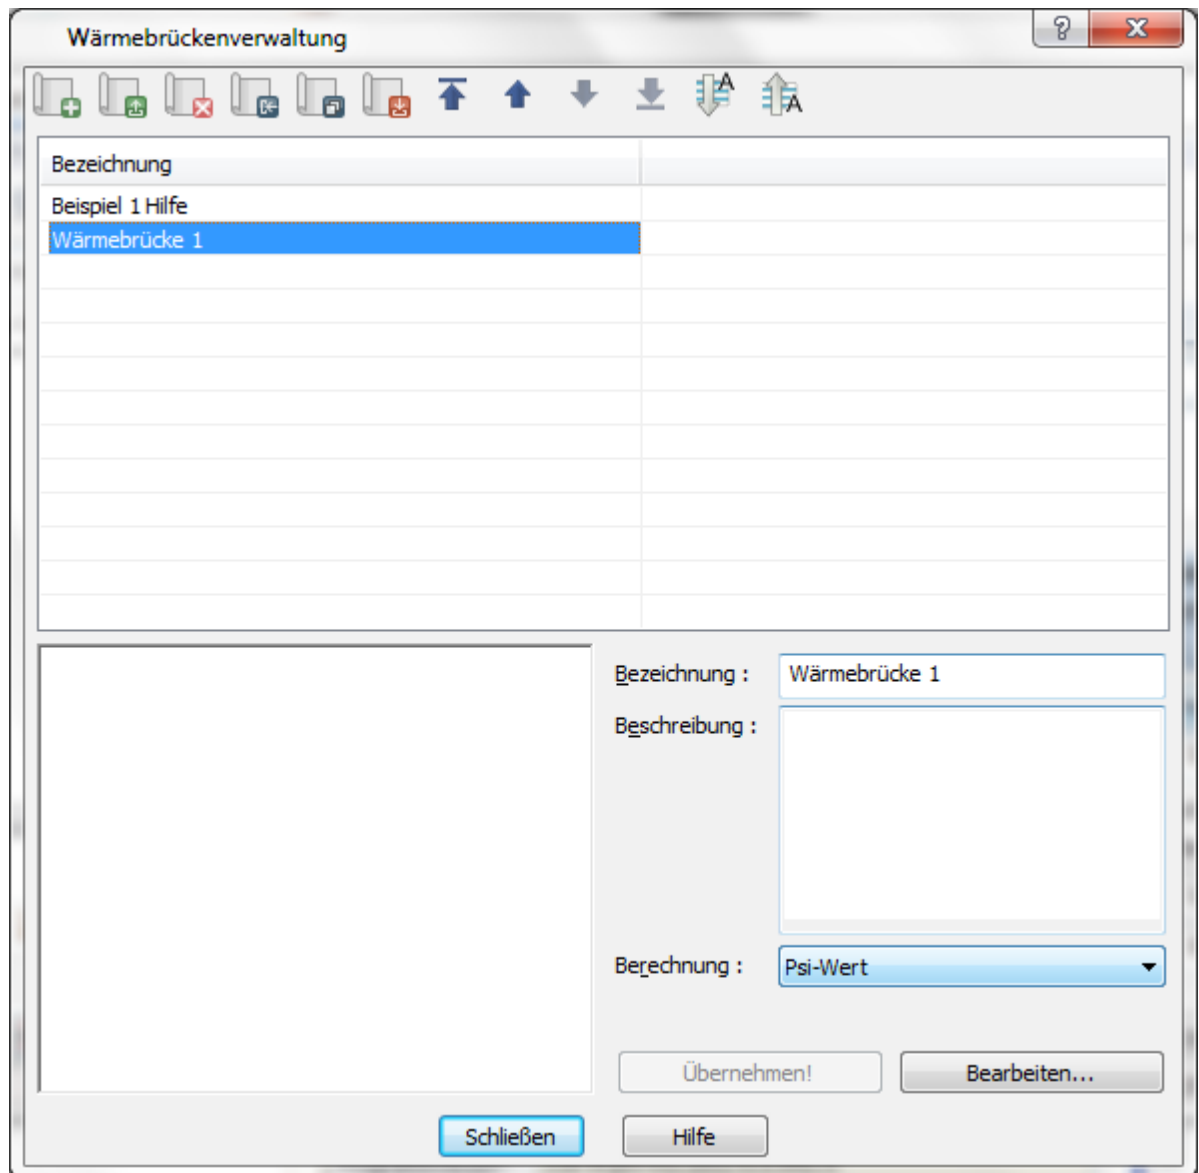 Wärmebrückenverwaltung
Bezeichnung
Beispiel 1 Hilfe
Wärmebrücke 1
Bezeichnung : Wärmebrücke 1
Beschreibung :
Berechnung : Psi-Wert
Übernehmen! Bearbeiten...
Schließen Hilfe